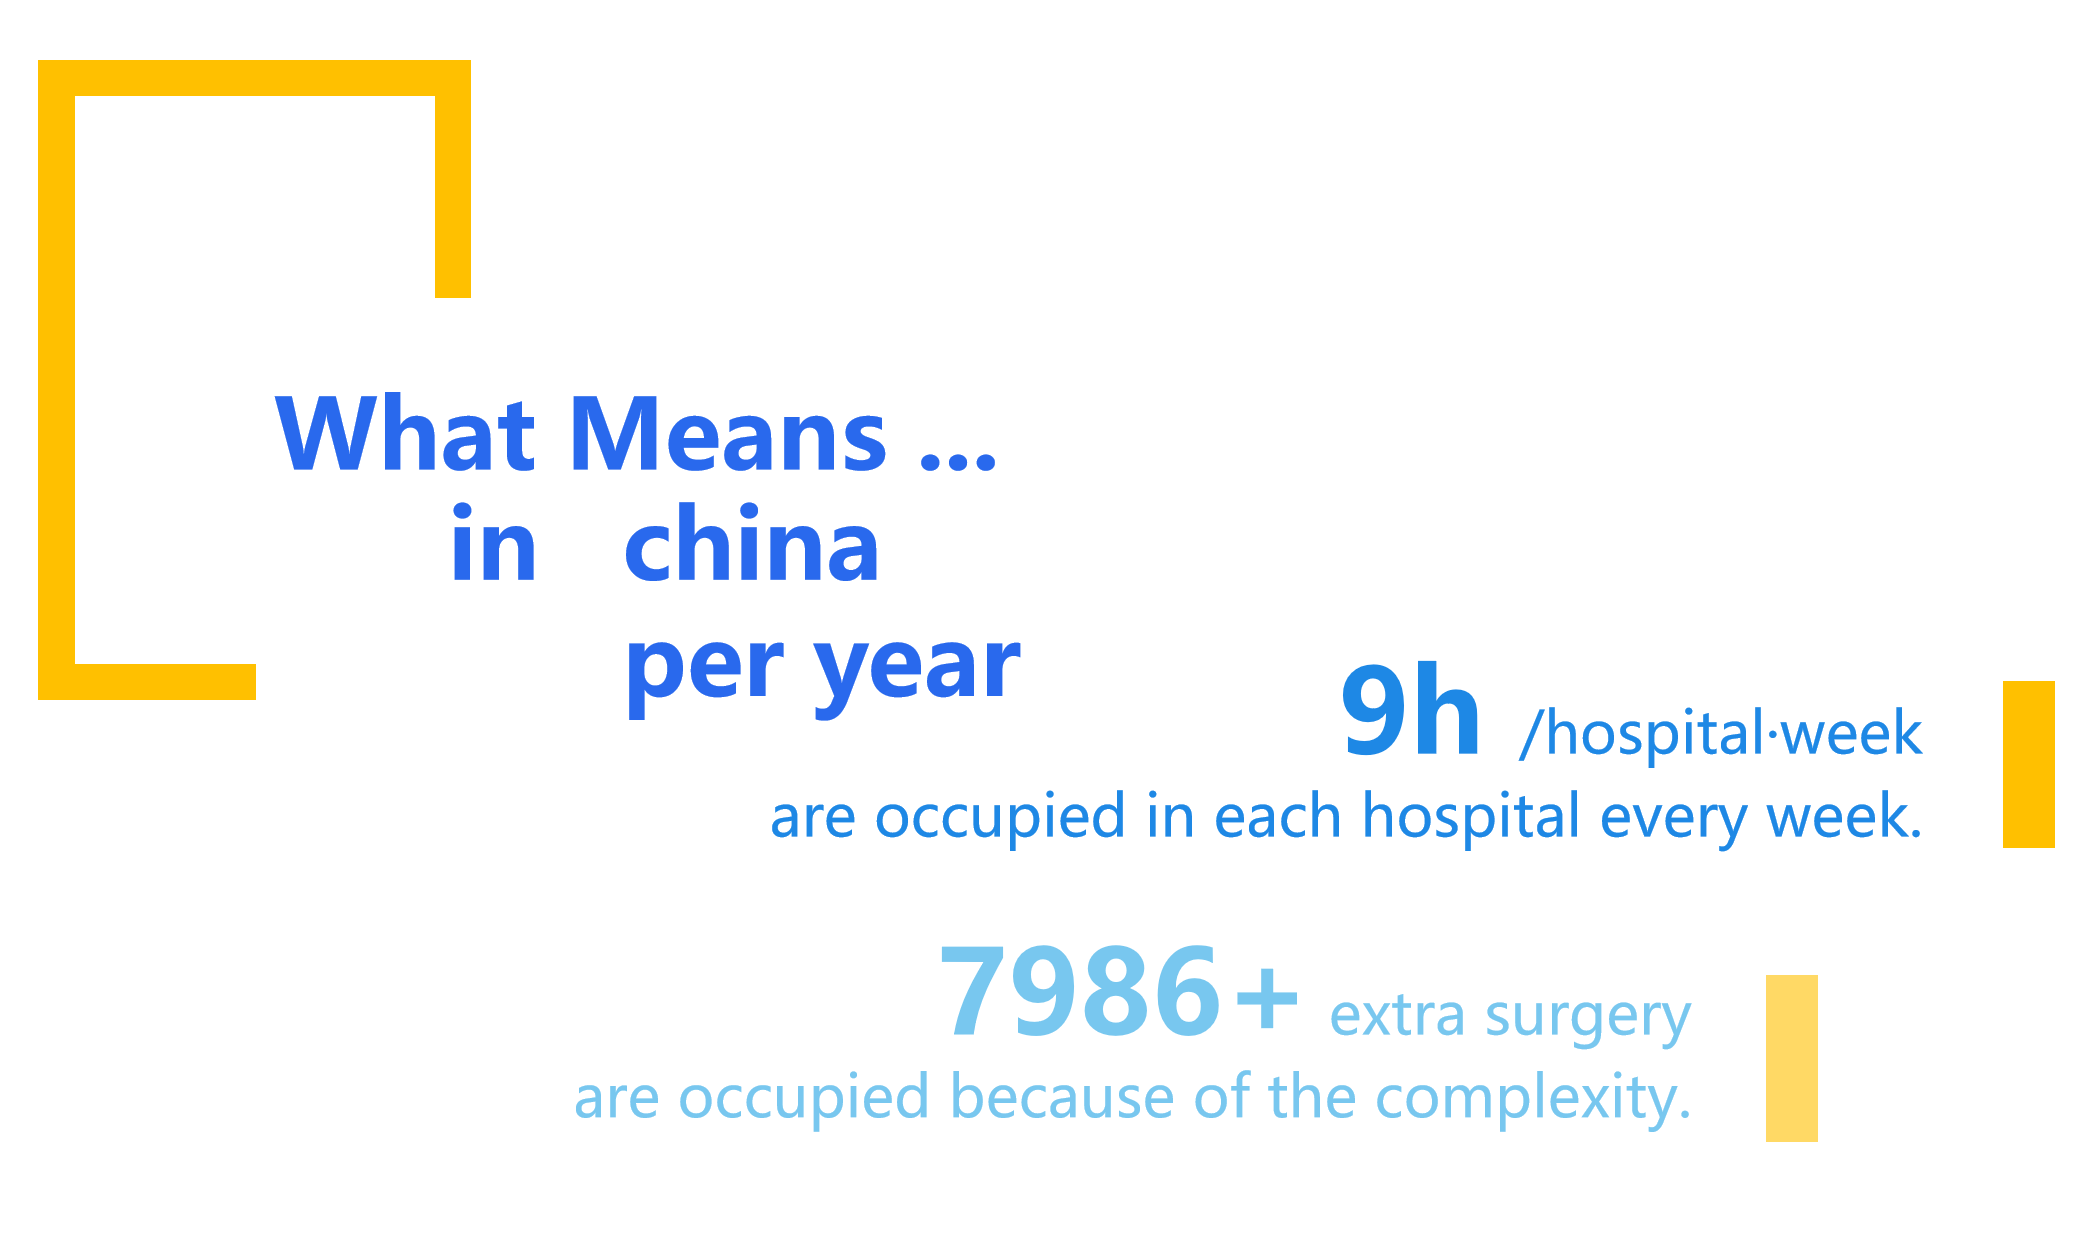 What Means ...
in china
per year
9h /hospital·week
are occupied in each hospital every week.
7986+ extra surgery
are occupied because of the complexity.